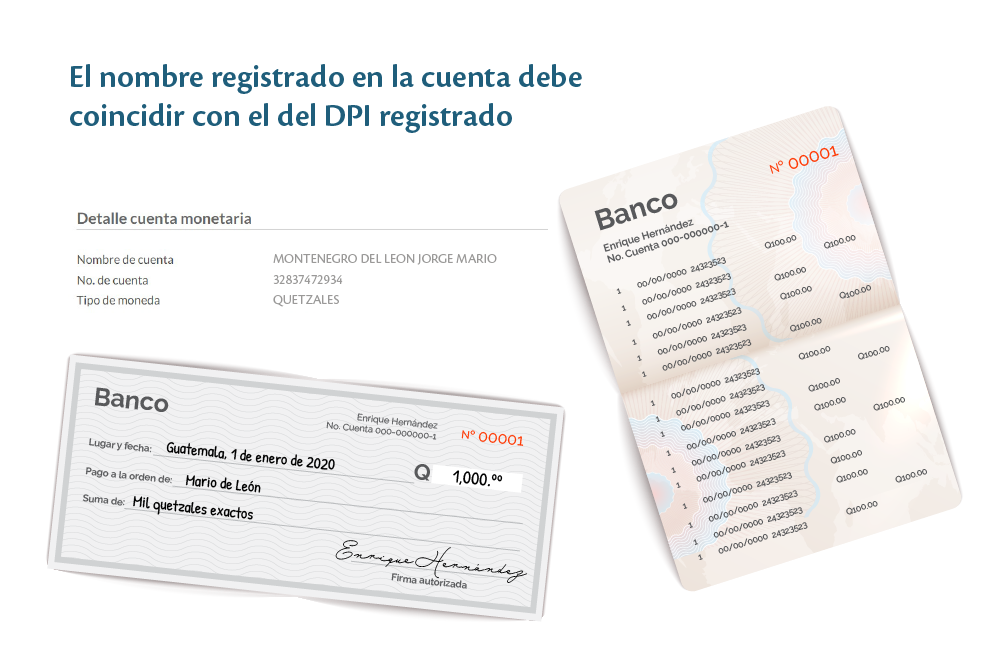 El nombre registrado en la cuenta debe
coincidir con el del DPI registrado
Detalle cuenta monetaria
Nombre de cuenta MONTENEGRO DEL LEON JORGE MARIO
No. de cuenta 32837472934
Tipo de moneda QUETZALES
Banco
Enrique Hernández
No. Cuenta 000-000000-1
Nº 00001
Lugar y fecha: Guatemala, 1 de enero de 2020
Q 1,000.00
Pago a la orden de: Mario de León
Suma de: Mil quetzales exactos
Enrique Hernández
Firma autorizada
Nº 00001
Banco
Enrique Hernández
No. Cuenta 000-000000-1
1 00/00/0000 24323523 Q100.00 Q100.00
1 00/00/0000 24323523 Q100.00
1 00/00/0000 24323523 Q100.00 Q100.00
1 00/00/0000 24323523 Q100.00
1 00/00/0000 24323523
1 00/00/0000 24323523 Q100.00 Q100.00
1 00/00/0000 24323523 Q100.00
1 00/00/0000 24323523 Q100.00 Q100.00
1 00/00/0000 24323523
1 00/00/0000 24323523 Q100.00
1 00/00/0000 24323523 Q100.00
1 00/00/0000 24323523 Q100.00 Q100.00
1 00/00/0000 24323523 Q100.00
1 00/00/0000 24323523
1 00/00/0000 24323523